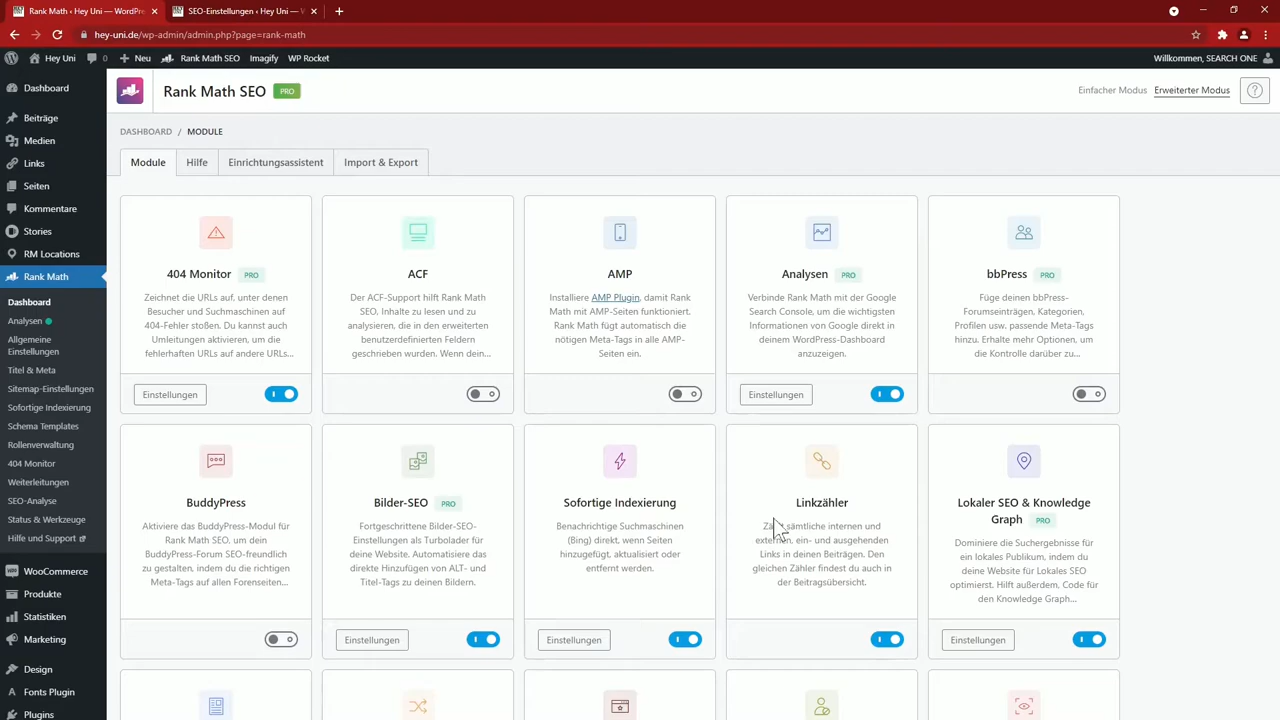 Rank Math ‹ Hey Uni — WordPre
SEO-Einstellungen ‹ Hey Uni — W
hey-uni.de/wp-admin/admin.php?page=rank-math
Hey Uni
0
Neu
Rank Math SEO
Imagify
WP Rocket
Willkommen, SEARCH ONE
Dashboard
Beiträge
Medien
Links
Seiten
Kommentare
Stories
RM Locations
Rank Math
Dashboard
Analysen
Allgemeine
Einstellungen
Titel & Meta
Sitemap-Einstellungen
Sofortige Indexierung
Schema Templates
Rollenverwaltung
404 Monitor
Weiterleitungen
SEO-Analyse
Status & Werkzeuge
Hilfe und Support
WooCommerce
Produkte
Statistiken
Marketing
Design
Fonts Plugin
Plugins
Rank Math SEO PRO
Einfacher Modus
Erweiterter Modus
DASHBOARD / MODULE
Module
Hilfe
Einrichtungsassistent
Import & Export
404 Monitor PRO
Zeichnet die URLs auf, unter denen
Besucher und Suchmaschinen auf
404-Fehler stoßen. Du kannst auch
Umleitungen aktivieren, um die
fehlerhaften URLs auf andere URLs...
Einstellungen
ACF
Der ACF-Support hilft Rank Math
SEO, Inhalte zu lesen und zu
analysieren, die in den erweiterten
benutzerdefinierten Feldern
geschrieben wurden. Wenn dein...
AMP
Installiere AMP Plugin, damit Rank
Math mit AMP-Seiten funktioniert.
Rank Math fügt automatisch die
nötigen Meta-Tags in alle AMP-
Seiten ein.
Analysen PRO
Verbinde Rank Math mit der Google
Search Console, um die wichtigsten
Informationen von Google direkt in
deinem WordPress-Dashboard
anzuzeigen.
Einstellungen
bbPress PRO
Füge deinen bbPress-
Forumseinträgen, Kategorien,
Profilen usw. passende Meta-Tags
hinzu. Erhalte mehr Optionen, um
die Kontrolle darüber zu...
BuddyPress
Aktiviere das BuddyPress-Modul für
Rank Math SEO, um dein
BuddyPress-Forum SEO-freundlich
zu gestalten, indem du die richtigen
Meta-Tags auf allen Forenseiten...
Bilder-SEO PRO
Fortgeschrittene Bilder-SEO-
Einstellungen als Turbolader für
deine Website. Automatisiere das
direkte Hinzufügen von ALT- und
Titel-Tags zu deinen Bildern.
Einstellungen
Sofortige Indexierung
Benachrichtige Suchmaschinen
(Bing) direkt, wenn Seiten
hinzugefügt, aktualisiert oder
entfernt werden.
Einstellungen
Linkzähler
sämtliche internen und
ein- und ausgehenden
Links in deinen Beiträgen. Den
gleichen Zähler findest du auch in
der Beitragsübersicht.
Lokaler SEO & Knowledge
Graph PRO
Dominiere die Suchergebnisse für
ein lokales Publikum, indem du
deine Website für Lokales SEO
optimierst. Hilft außerdem, Code für
den Knowledge Graph...
Einstellungen